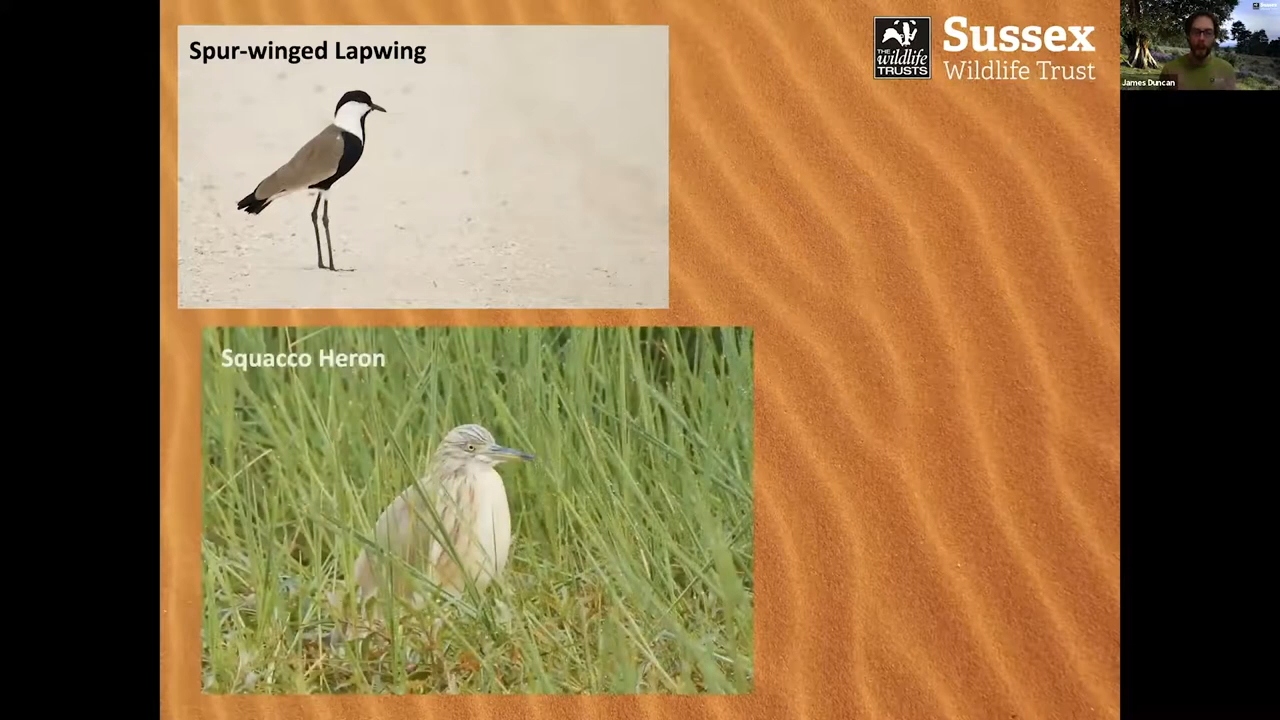 Spur-winged Lapwing
THE
wildlife
TRUSTS
Sussex
Wildlife Trust
James Duncan
Squacco Heron